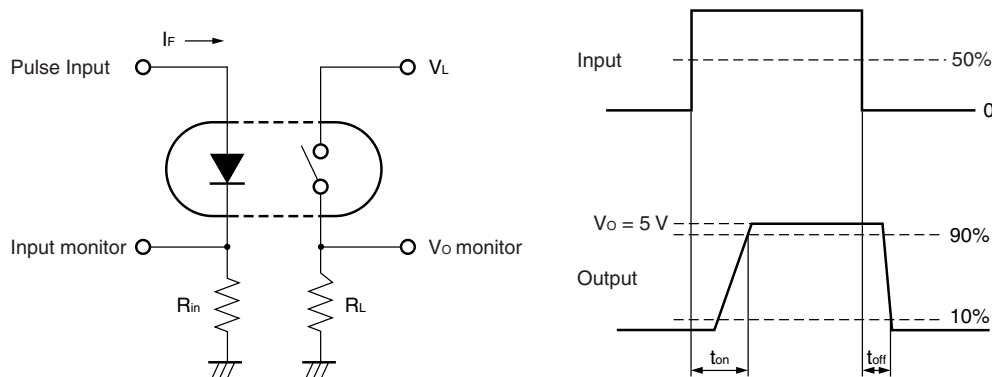 IF
Pulse Input
VL
Input monitor
VO monitor
Rin
RL
Input
50%
0
VO = 5 V
90%
Output
10%
ton
toff